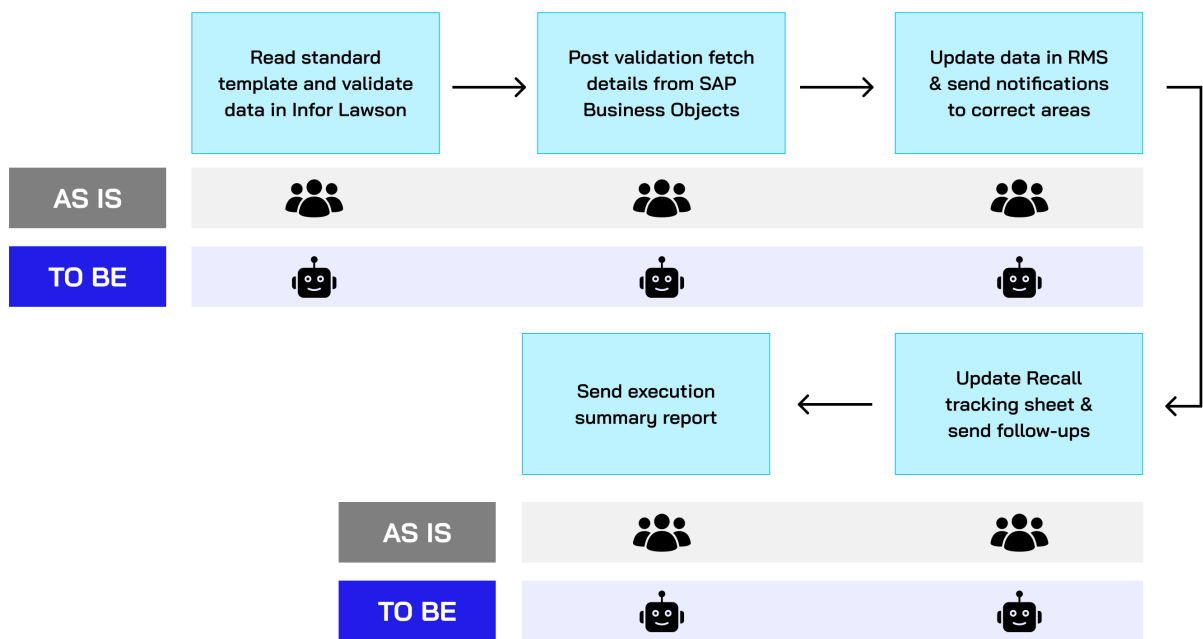 Read standard
template and validate
data in Infor Lawson
Post validation fetch
details from SAP
Business Objects
Update data in RMS
& send notifications
to correct areas
AS IS
TO BE
Send execution
summary report
Update Recall
tracking sheet &
send follow-ups
AS IS
TO BE